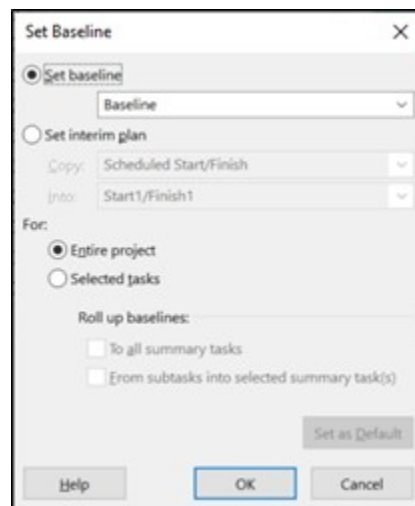 Set Baseline
Set baseline
Baseline
Set interim plan
Copy: Scheduled Start/Finish
Into: Start1/Finish1
For:
Entire project
Selected tasks
Roll up baselines:
To all summary tasks
From subtasks into selected summary task(s)
Set as Default
Help OK Cancel